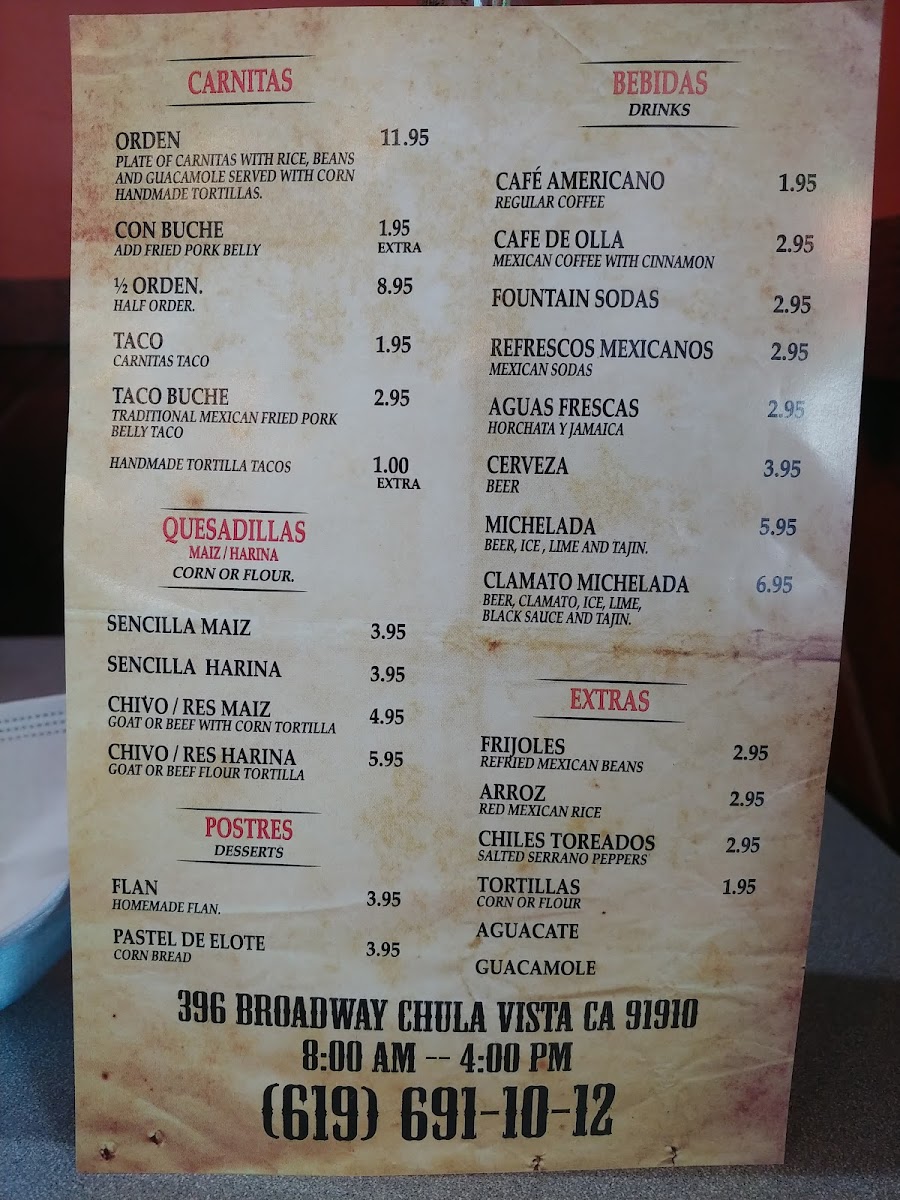 CARNITAS
ORDEN 11.95
PLATE OF CARNITAS WITH RICE, BEANS
AND GUACAMOLE SERVED WITH CORN
HANDMADE TORTILLAS.
CON BUCHE 1.95
ADD FRIED PORK BELLY EXTRA
½ ORDEN. 8.95
HALF ORDER.
TACO 1.95
CARNITAS TACO
TACO BUCHE 2.95
TRADITIONAL MEXICAN FRIED PORK
BELLY TACO
HANDMADE TORTILLA TACOS 1.00
EXTRA
QUESADILLAS
MAIZ / HARINA
CORN OR FLOUR.
SENCILLA MAIZ 3.95
SENCILLA HARINA 3.95
CHIVO / RES MAIZ 4.95
GOAT OR BEEF WITH CORN TORTILLA
CHIVO / RES HARINA 5.95
GOAT OR BEEF FLOUR TORTILLA
POSTRES
DESSERTS
FLAN 3.95
HOMEMADE FLAN.
PASTEL DE ELOTE 3.95
CORN BREAD
BEBIDAS
DRINKS
CAFÉ AMERICANO 1.95
REGULAR COFFEE
CAFE DE OLLA 2.95
MEXICAN COFFEE WITH CINNAMON
FOUNTAIN SODAS 2.95
REFRESCOS MEXICANOS 2.95
MEXICAN SODAS
AGUAS FRESCAS 2.95
HORCHATA Y JAMAICA
CERVEZA 3.95
BEER
MICHELADA 5.95
BEER, ICE , LIME AND TAJIN.
CLAMATO MICHELADA 6.95
BEER, CLAMATO, ICE, LIME,
BLACK SAUCE AND TAJIN.
EXTRAS
FRIJOLES 2.95
REFRIED MEXICAN BEANS
ARROZ 2.95
RED MEXICAN RICE
CHILES TOREADOS 2.95
SALTED SERRANO PEPPERS
TORTILLAS 1.95
CORN OR FLOUR
AGUACATE
GUACAMOLE
396 BROADWAY CHULA VISTA CA 91910
8:00 AM -- 4:00 PM
(619) 691-10-12